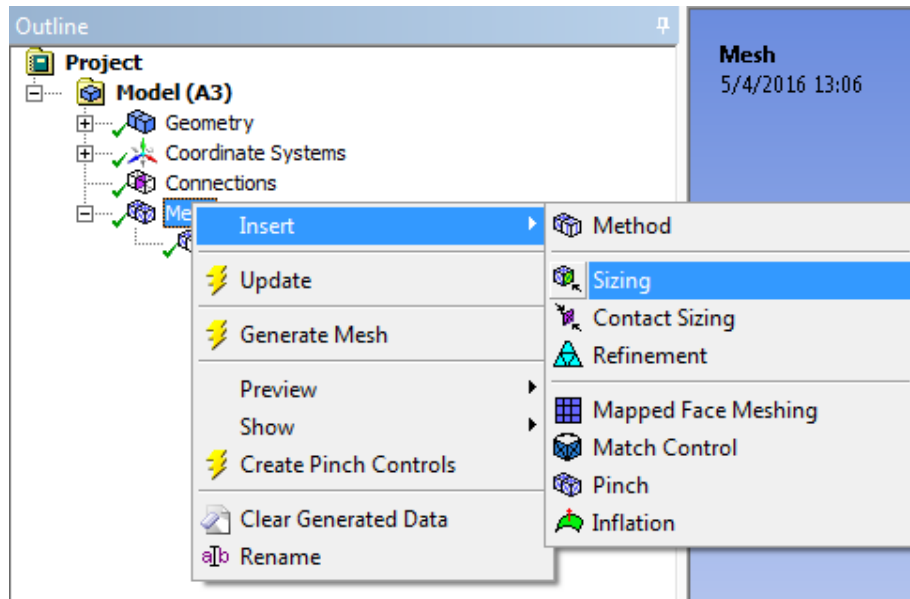 Outline
Project
Model (A3)
Geometry
Coordinate Systems
Connections
Me
Insert
Update
Generate Mesh
Preview
Show
Create Pinch Controls
Clear Generated Data
a]b Rename
Method
Sizing
Contact Sizing
Refinement
Mapped Face Meshing
Match Control
Pinch
Inflation
Mesh
5/4/2016 13:06